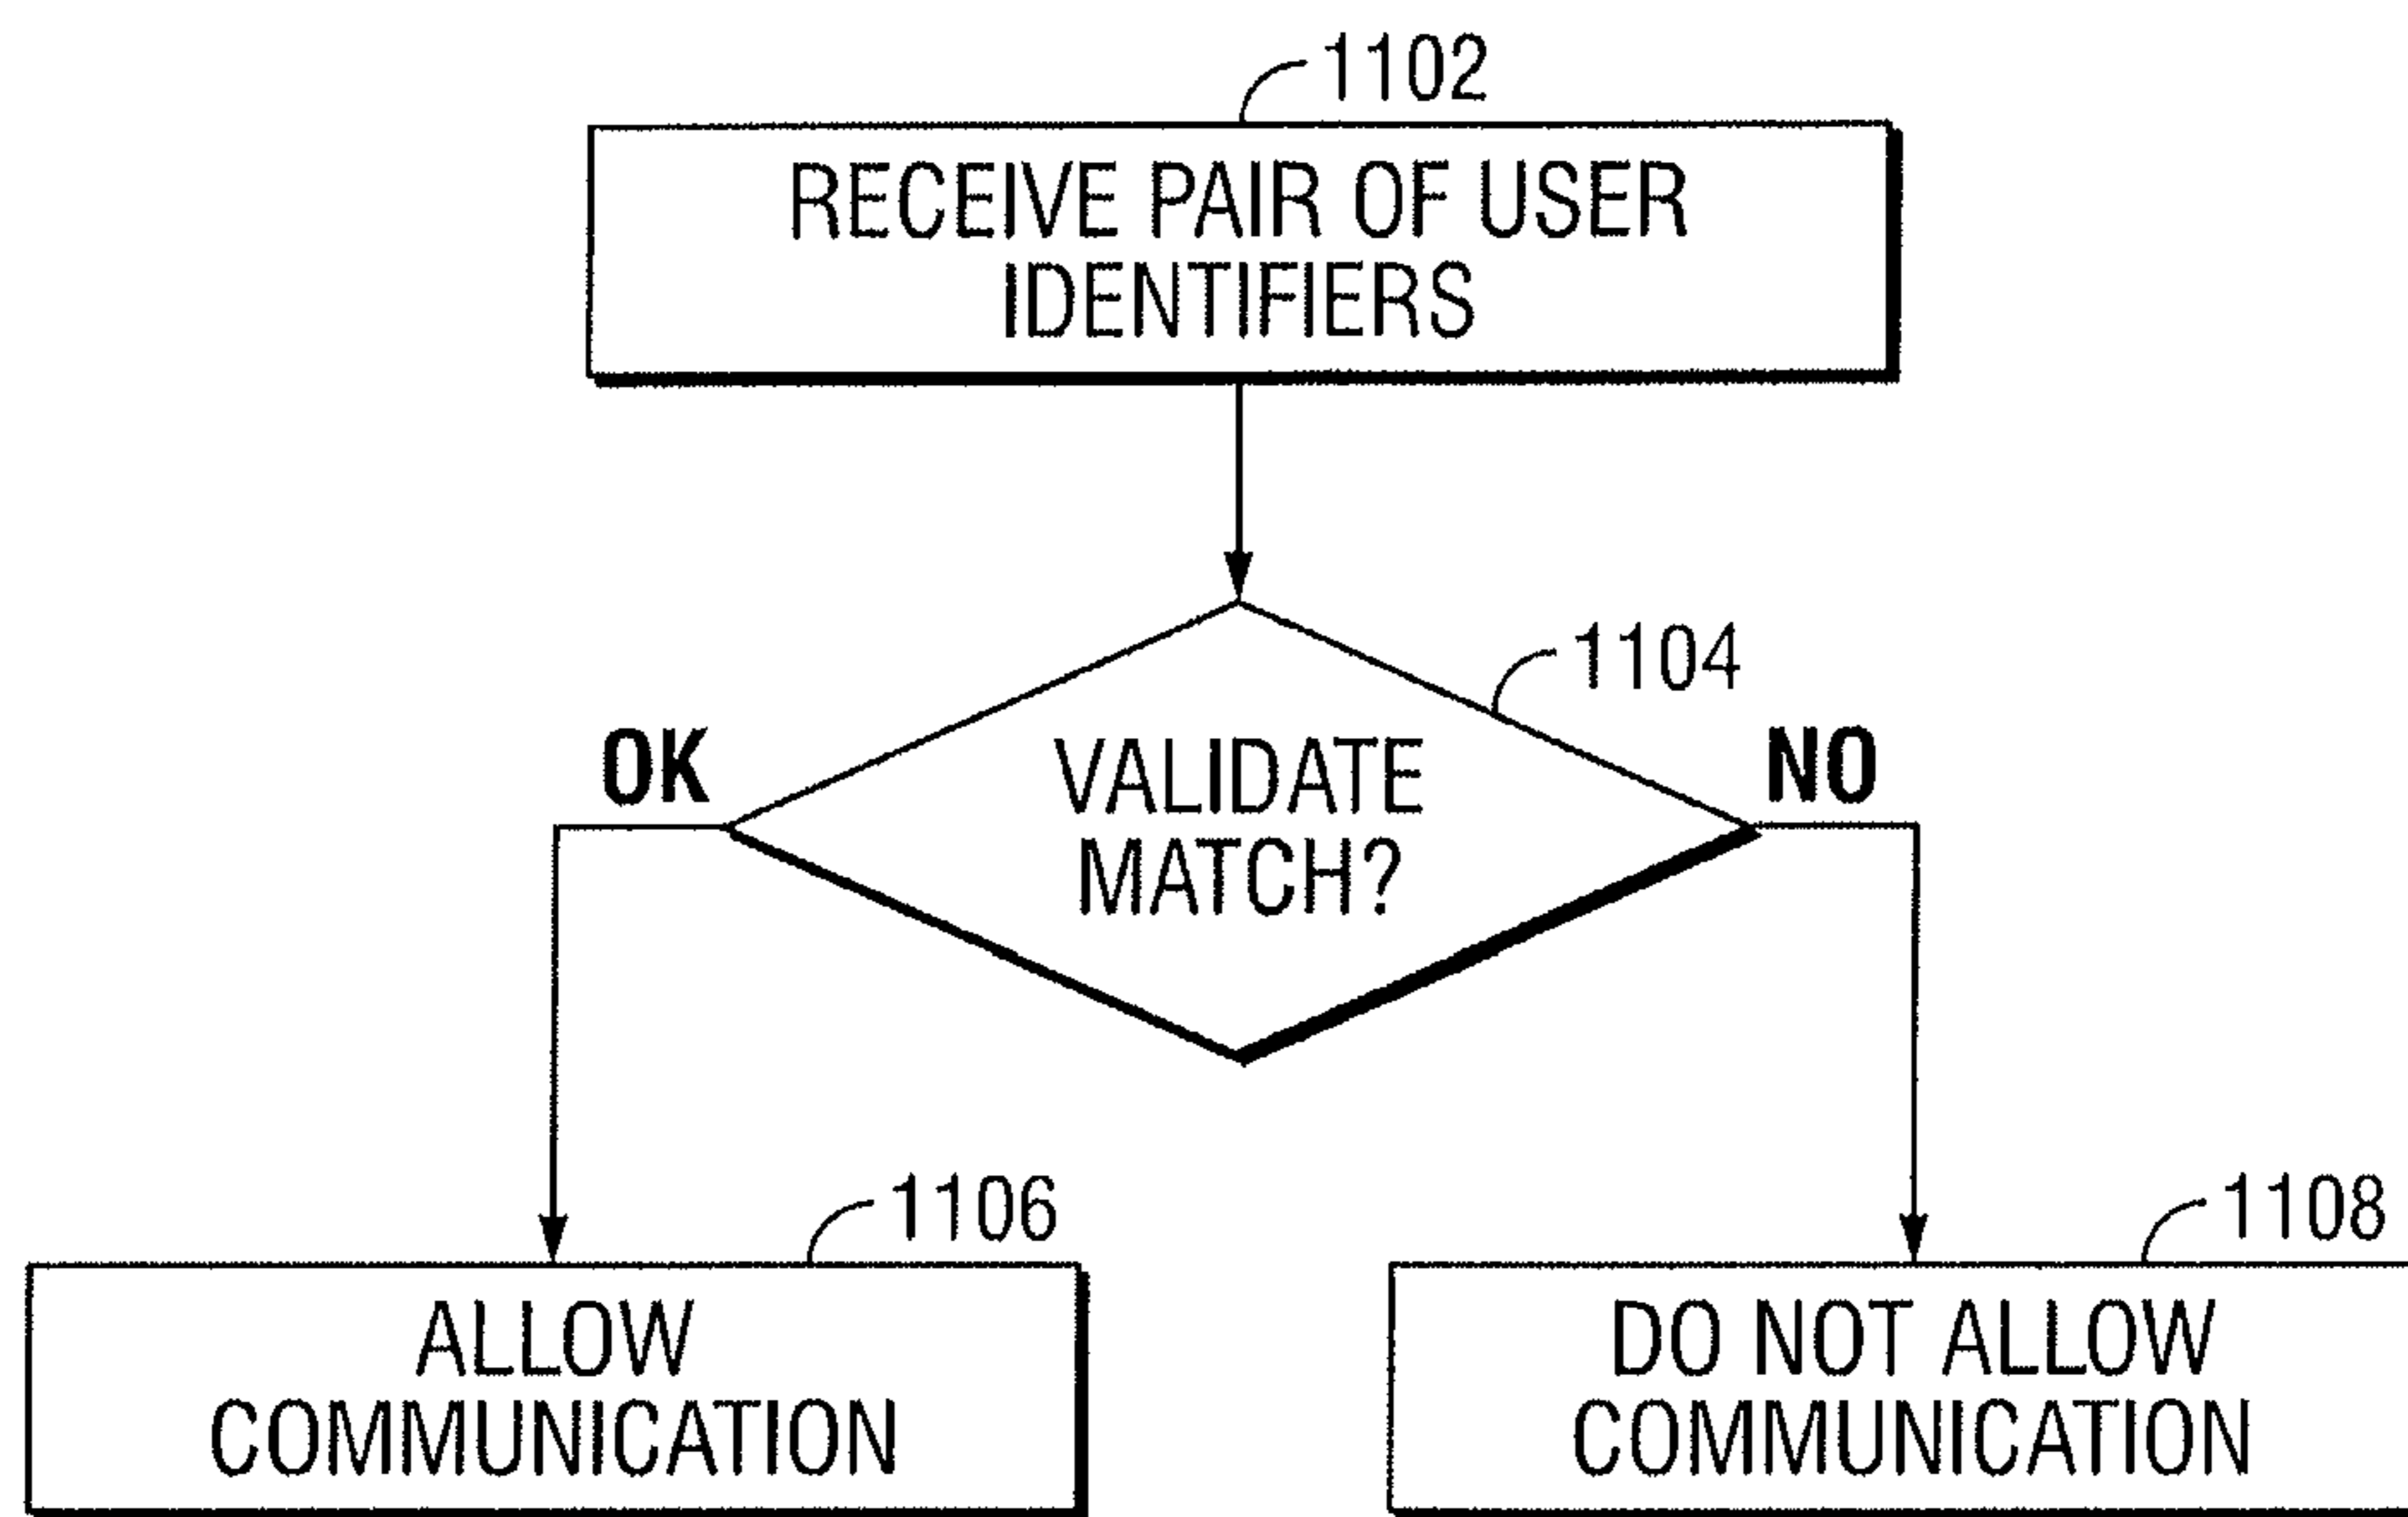 1102
RECEIVE PAIR OF USER
IDENTIFIERS
1104
OK
NO
VALIDATE
MATCH?
1106
1108
ALLOW
COMMUNICATION
DO NOT ALLOW
COMMUNICATION